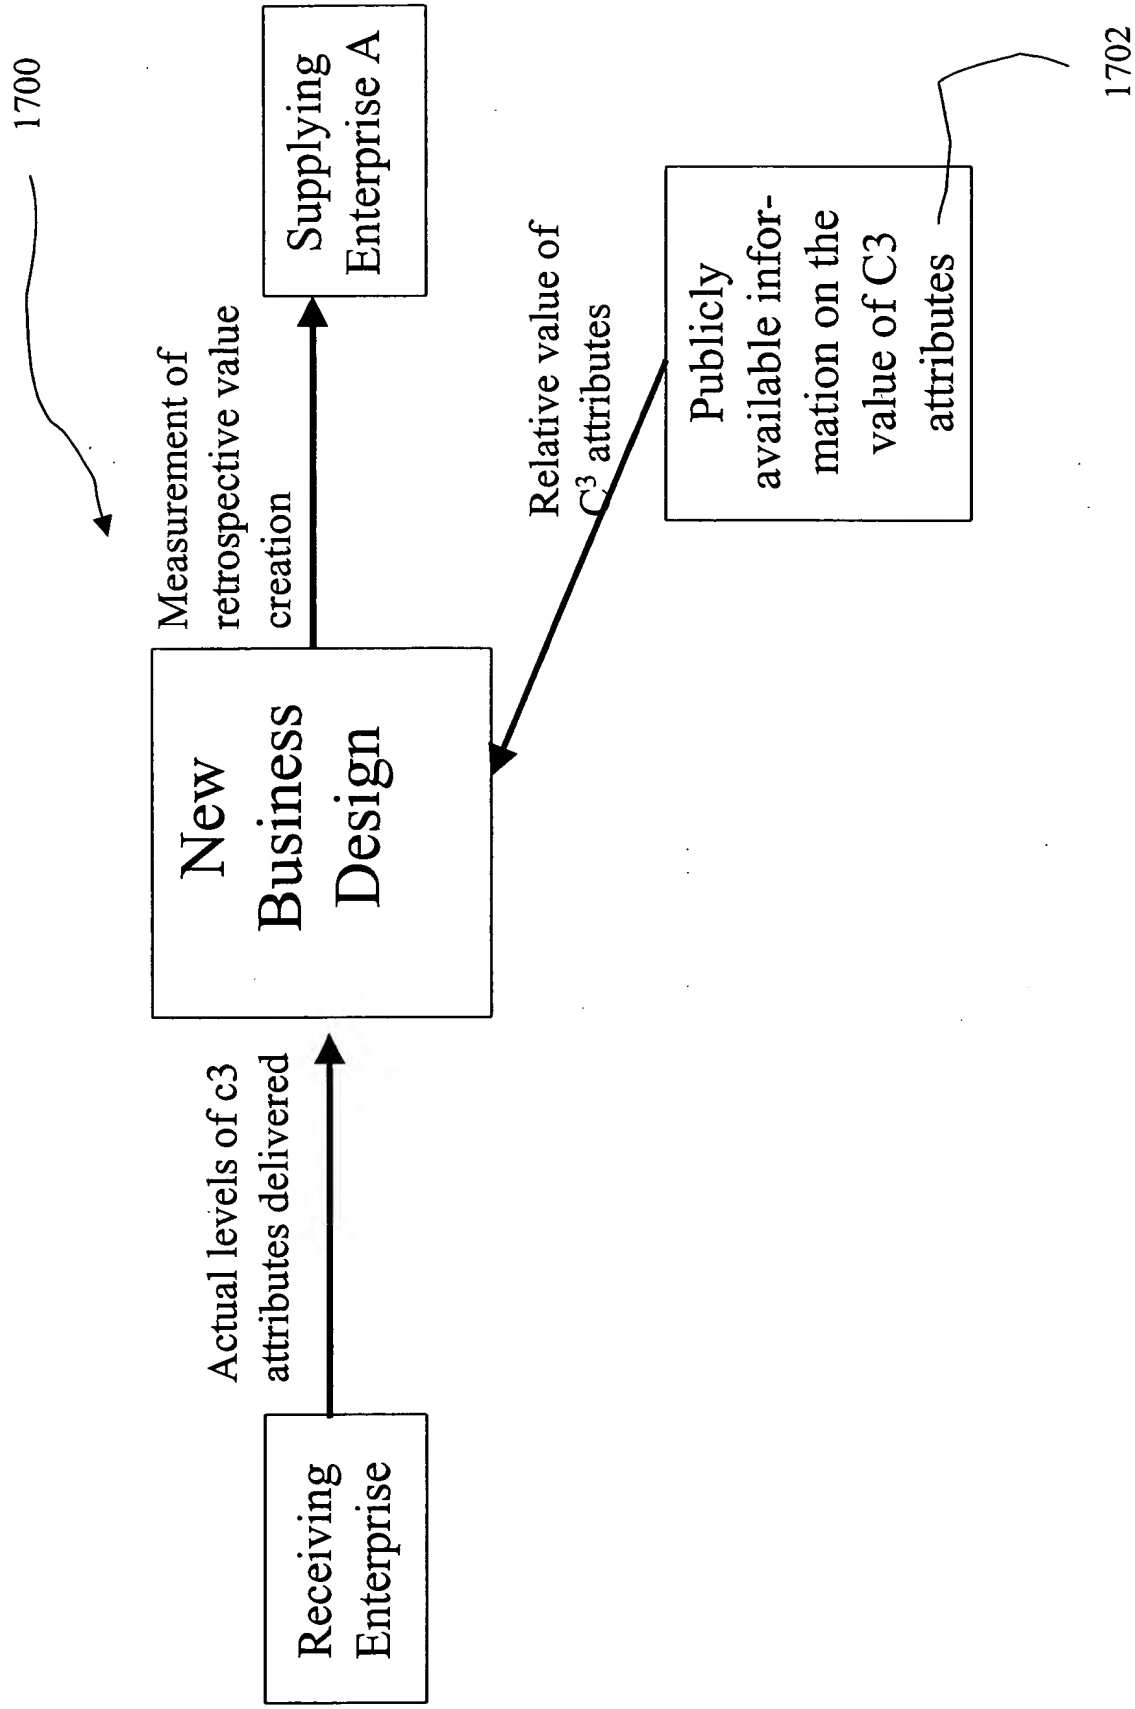 1700
Measurement of
retrospective value
creation
Supplying
Enterprise A
New
Business
Design
Actual levels of c3
attributes delivered
Receiving
Enterprise
Relative value of
C³ attributes
Publicly
available infor-
mation on the
value of C3
attributes
1702